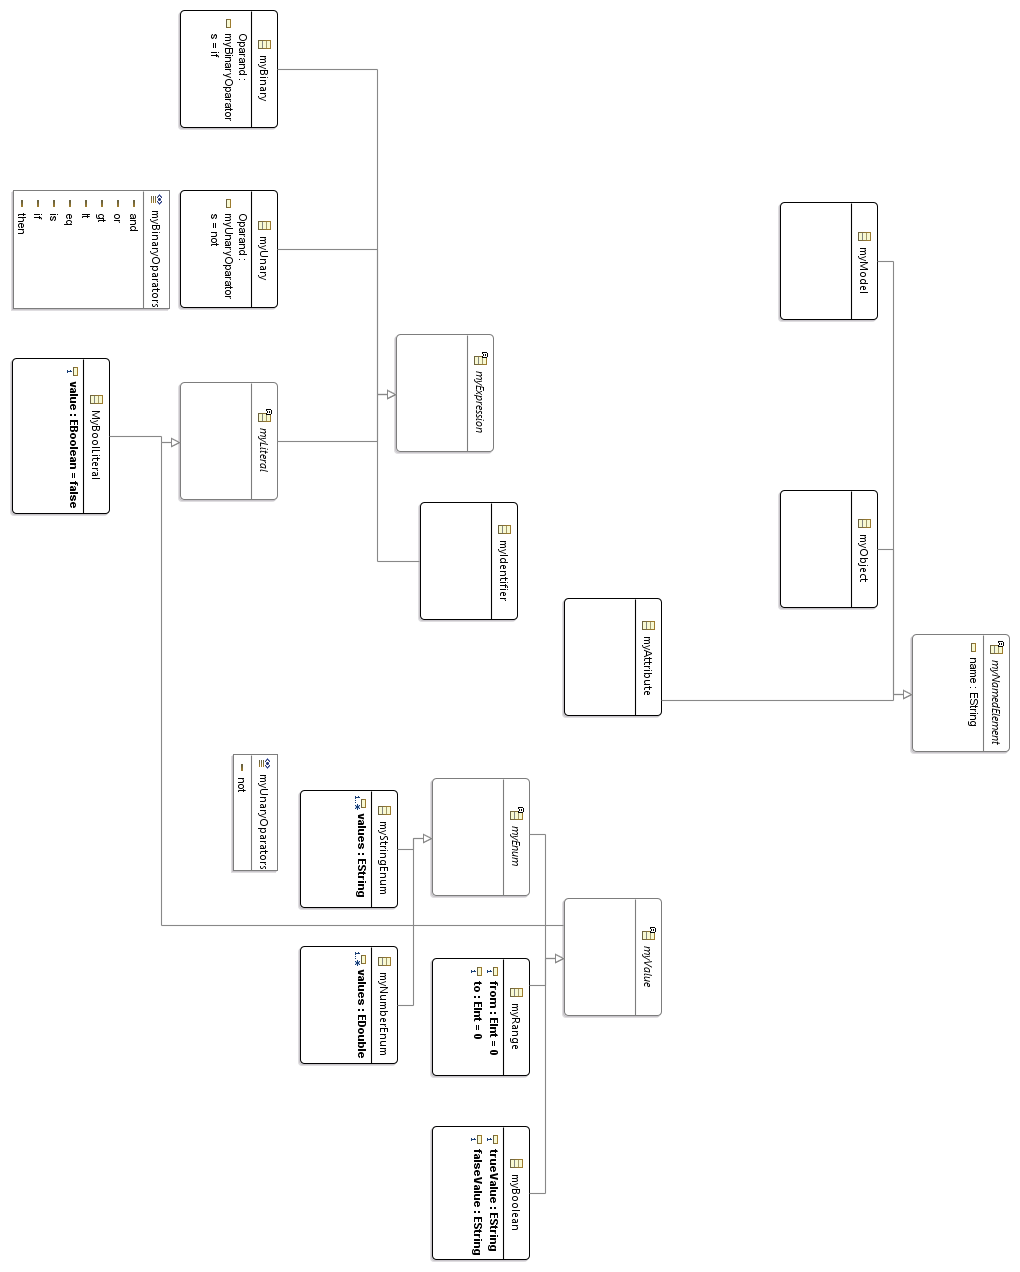 myNamedElement
name : EString
myModel
myObject
myAttribute
myValue
myIdentifier
myEnum
myRange
1 from : EInt = 0
1 to : EInt = 0
myBoolean
1 trueValue : EString
1 falseValue : EString
myExpression
myStringEnum
1..* values : EString
myNumberEnum
1..* values : EDouble
myBinary
Oparand :
myBinaryOparator
s = if
myUnary
Oparand :
myUnaryOparator
s = not
myLiteral
myUnaryOparators
not
myBinaryOparators
and
or
gt
lt
eq
is
if
then
MyBoolLiteral
1 value : EBoolean = false